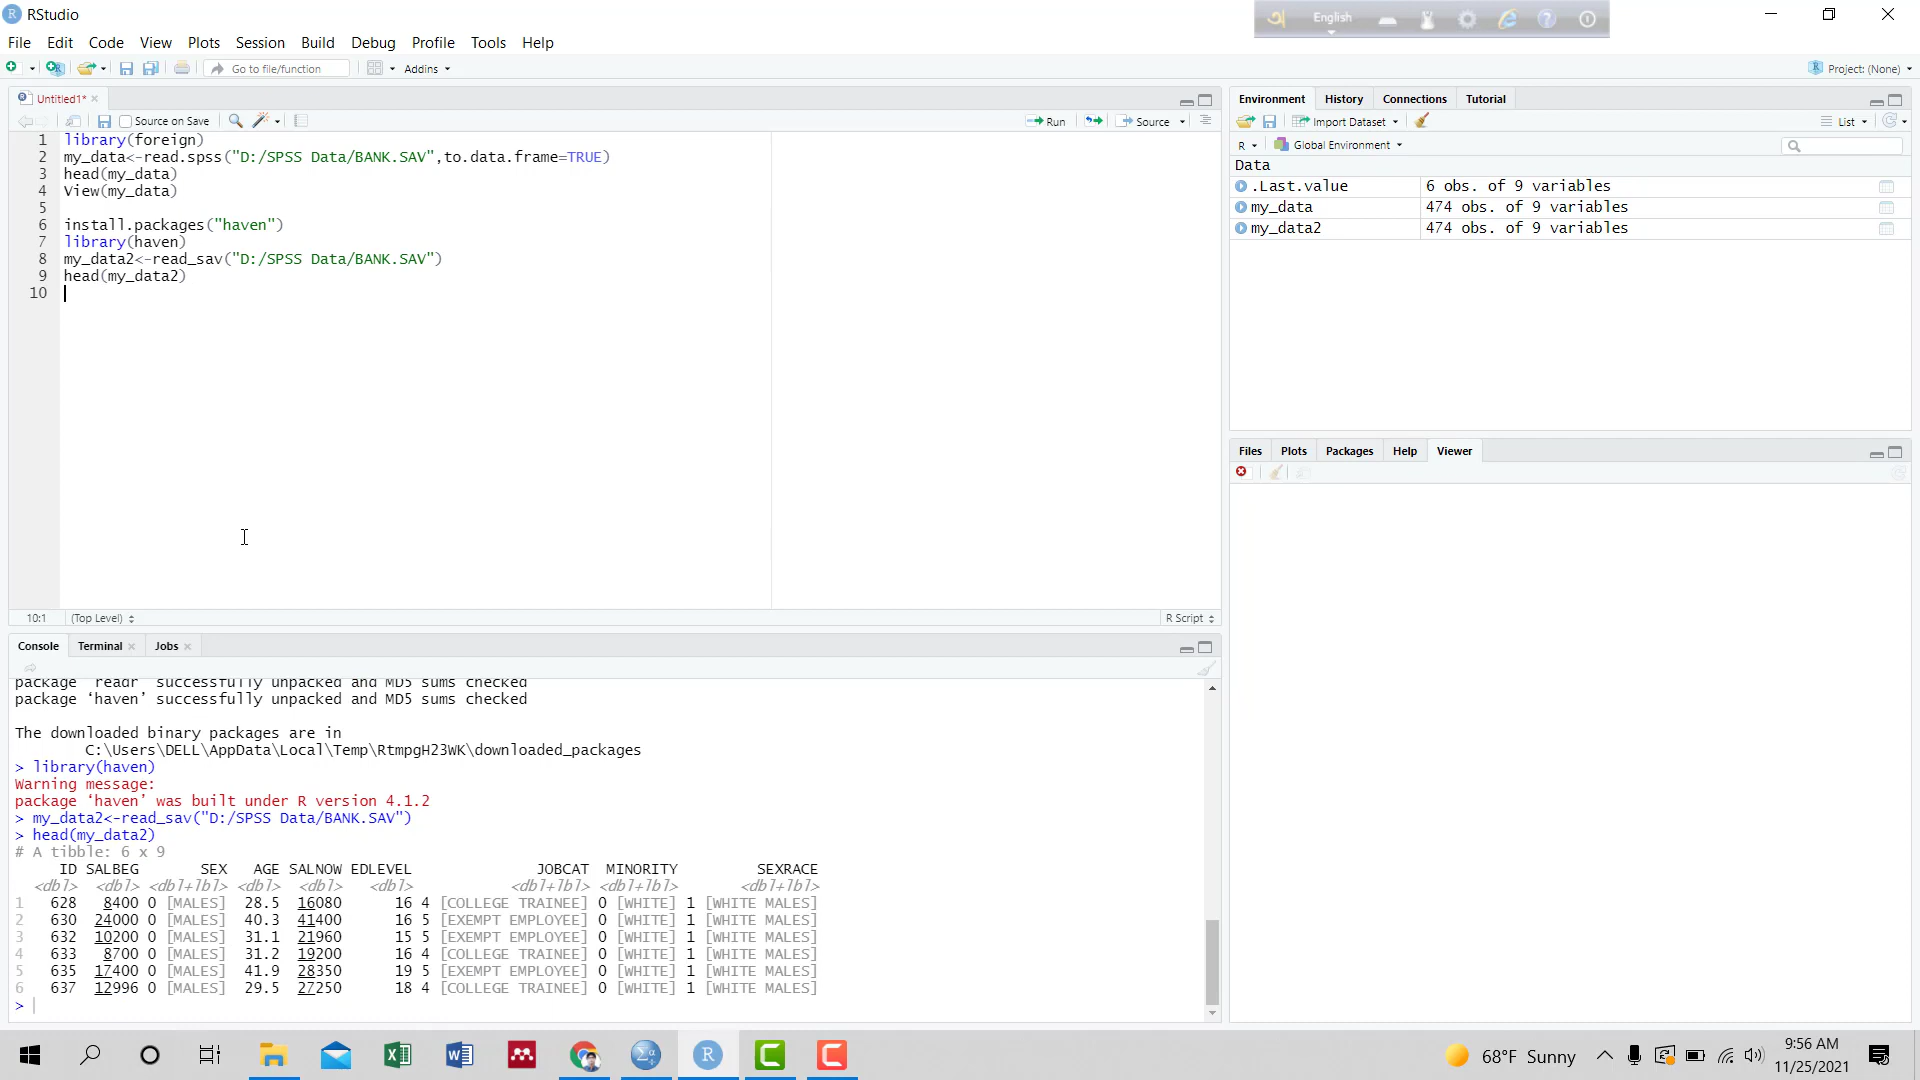 RStudio
English
File Edit Code View Plots Session Build Debug Profile Tools Help
Go to file/function Addins Project: (None)
Untitled1*
Source on Save Run Source
1 library(foreign)
2 my_data<-read.spss("D:/SPSS Data/BANK.SAV",to.data.frame=TRUE)
3 head(my_data)
4 View(my_data)
5
6 install.packages("haven")
7 library(haven)
8 my_data2<-read_sav("D:/SPSS Data/BANK.SAV")
9 head(my_data2)
10
10:1 (Top Level) R Script
Console Terminal Jobs
package ‘readr’ successfully unpacked and MD5 sums checked
package ‘haven’ successfully unpacked and MD5 sums checked
The downloaded binary packages are in
C:\Users\DELL\AppData\Local\Temp\RtmpgH23WK\downloaded_packages
> library(haven)
Warning message:
package ‘haven’ was built under R version 4.1.2
> my_data2<-read_sav("D:/SPSS Data/BANK.SAV")
> head(my_data2)
# A tibble: 6 x 9
ID SALBEG SEX AGE SALNOW EDLEVEL JOBCAT MINORITY SEXRACE
<dbl> <dbl> <dbl+lbl> <dbl> <dbl> <dbl> <dbl+lbl> <dbl+lbl> <dbl+lbl>
1 628 8400 0 [MALES] 28.5 16080 16 4 [COLLEGE TRAINEE] 0 [WHITE] 1 [WHITE MALES]
2 630 24000 0 [MALES] 40.3 41400 16 5 [EXEMPT EMPLOYEE] 0 [WHITE] 1 [WHITE MALES]
3 632 10200 0 [MALES] 31.1 21960 15 5 [EXEMPT EMPLOYEE] 0 [WHITE] 1 [WHITE MALES]
4 633 8700 0 [MALES] 31.2 19200 16 4 [COLLEGE TRAINEE] 0 [WHITE] 1 [WHITE MALES]
5 635 17400 0 [MALES] 41.9 28350 19 5 [EXEMPT EMPLOYEE] 0 [WHITE] 1 [WHITE MALES]
6 637 12996 0 [MALES] 29.5 27250 18 4 [COLLEGE TRAINEE] 0 [WHITE] 1 [WHITE MALES]
>
Environment History Connections Tutorial
Import Dataset List
R Global Environment
Data
.Last.value 6 obs. of 9 variables
my_data 474 obs. of 9 variables
my_data2 474 obs. of 9 variables
Files Plots Packages Help Viewer
68°F Sunny
9:56 AM
11/25/2021